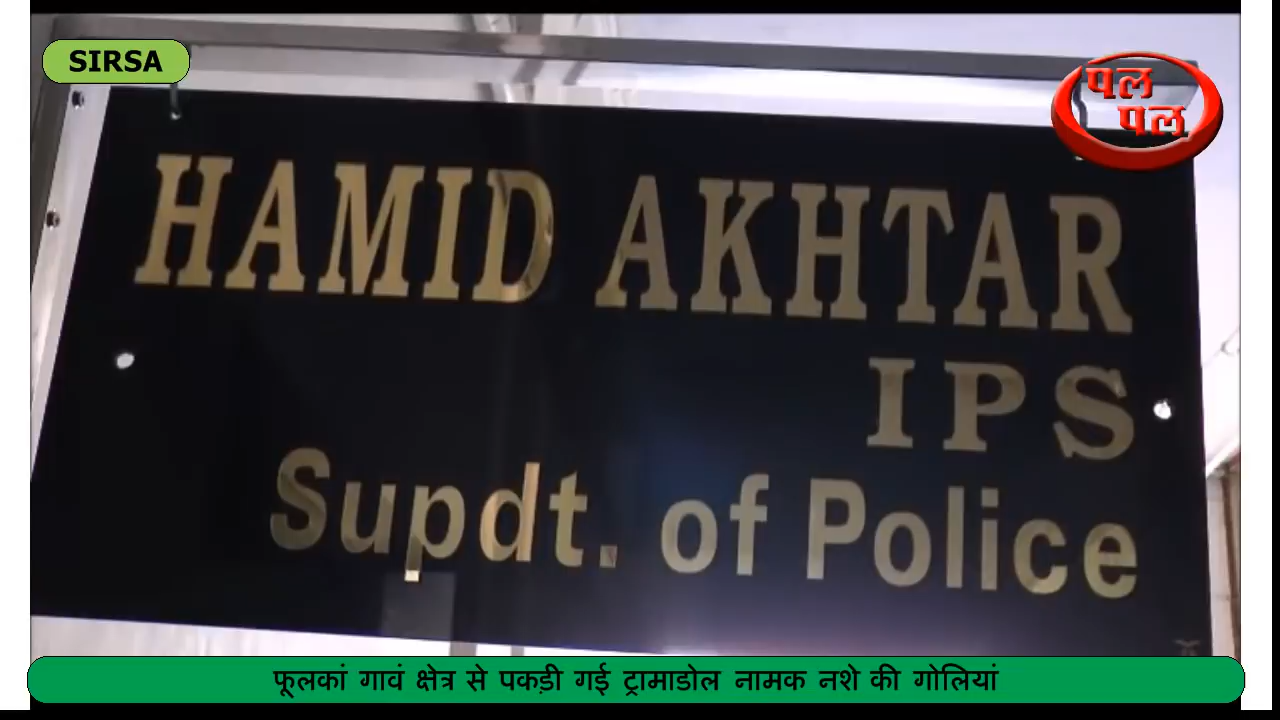 SIRSA
पल
पल
HAMID AKHTAR
IPS
Supdt. of Police
फूलकां गावं क्षेत्र से पकड़ी गई ट्रामाडोल नामक नशे की गोलियां